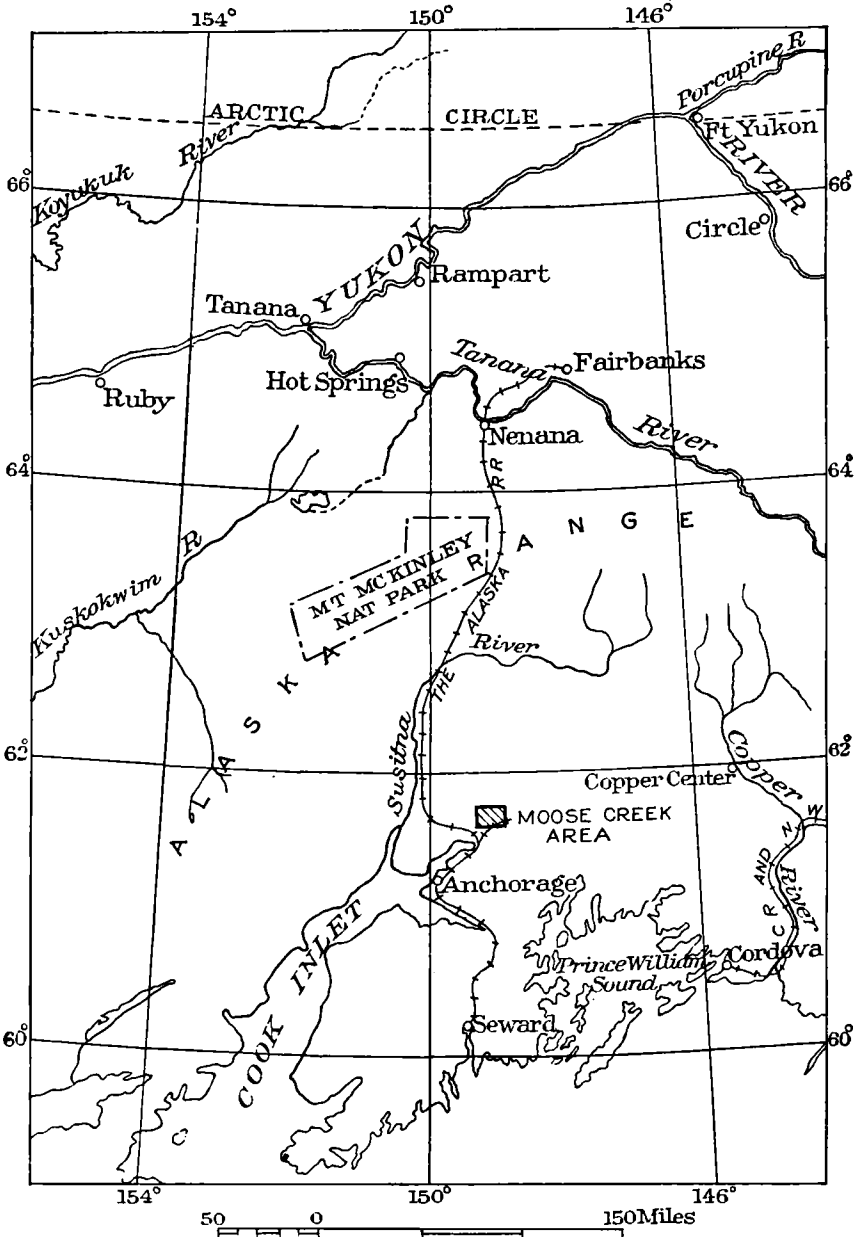 154° 150° 146°
Porcupine R
ARCTIC CIRCLE
Ft Yukon
River
RIVER
66° 66°
Koyukuk
Circle
YUKON
Rampart
Tanana
Tanana
Fairbanks
Hot Springs
Ruby
Nenana
River
64° 64°
RR
ANGE
R
MT MCKINLEY
NAT PARK
R
Kuskokwim
ALASKA
River
THE
ALASKA
Susitna
62° 62°
Copper
Copper Center
MOOSE CREEK
AREA
C R AND N W
River
Anchorage
COOK INLET
Prince William
Sound
Cordova
Seward
60° 60°
154° 150° 146°
50 0 150 Miles